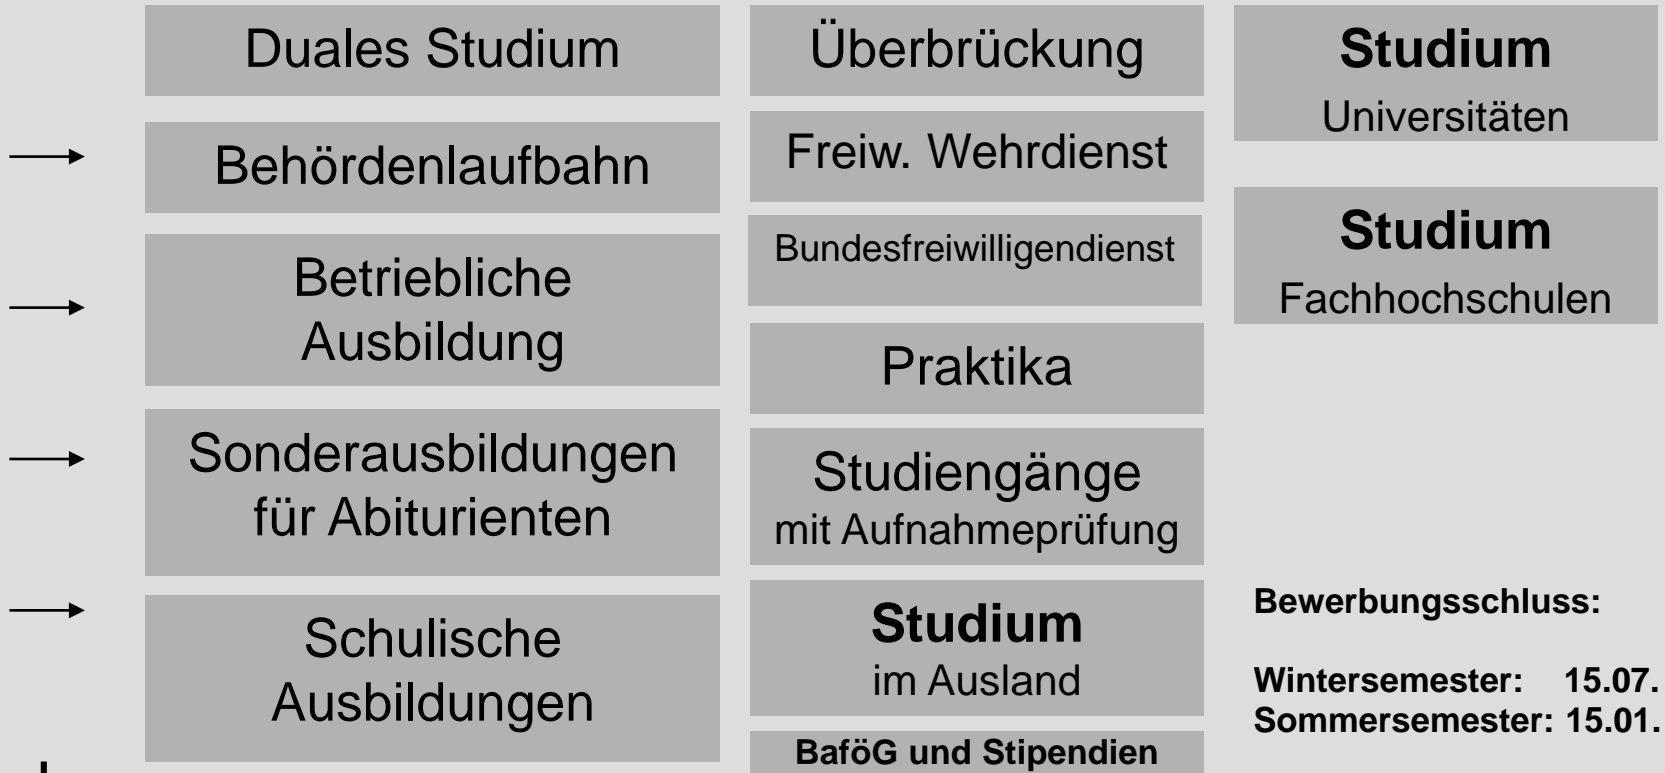 Duales Studium
Behördenlaufbahn
Betriebliche
Ausbildung
Sonderausbildungen
für Abiturienten
Schulische
Ausbildungen
Überbrückung
Freiw. Wehrdienst
Bundesfreiwilligendienst
Praktika
Studiengänge
mit Aufnahmeprüfung
Studium
im Ausland
BaföG und Stipendien
Studium
Universitäten
Studium
Fachhochschulen
Bewerbungsschluss:
Wintersemester: 15.07.
Sommersemester: 15.01.